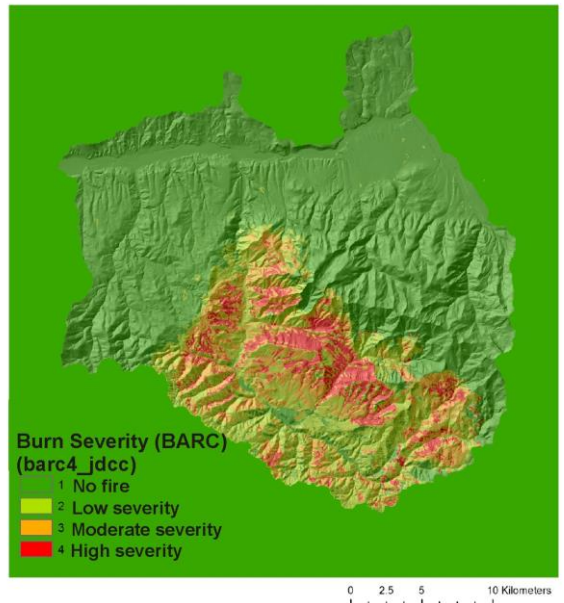 Burn Severity (BARC)
(barc4_jdcc)
1 No fire
2 Low severity
3 Moderate severity
4 High severity
0 2.5 5 10 Kilometers